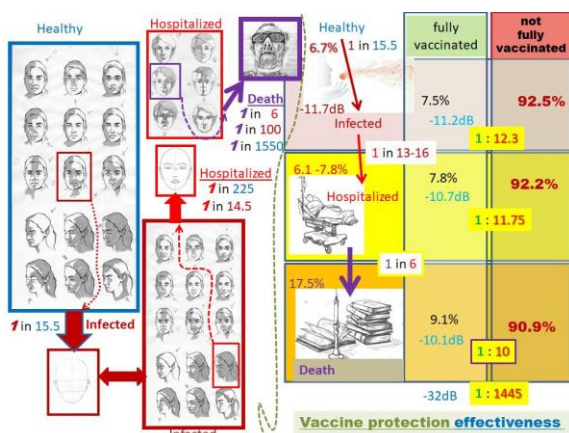 Healthy
1 in 15.5
Infected
Hospitalized
Death
1 in 6
1 in 100
1 in 1550
Hospitalized
1 in 225
1 in 14.5
Healthy
fully
vaccinated
not
fully
vaccinated
6.7%
1 in 15.5
-11.7dB
Infected
7.5%
-11.2dB
92.5%
1 : 12.3
1 in 13-16
6.1 -7.8%
Hospitalized
7.8%
-10.7dB
92.2%
1 : 11.75
1 in 6
17.5%
9.1%
-10.1dB
90.9%
1 : 10
Death
-32dB
1 : 1445
Vaccine protection effectiveness